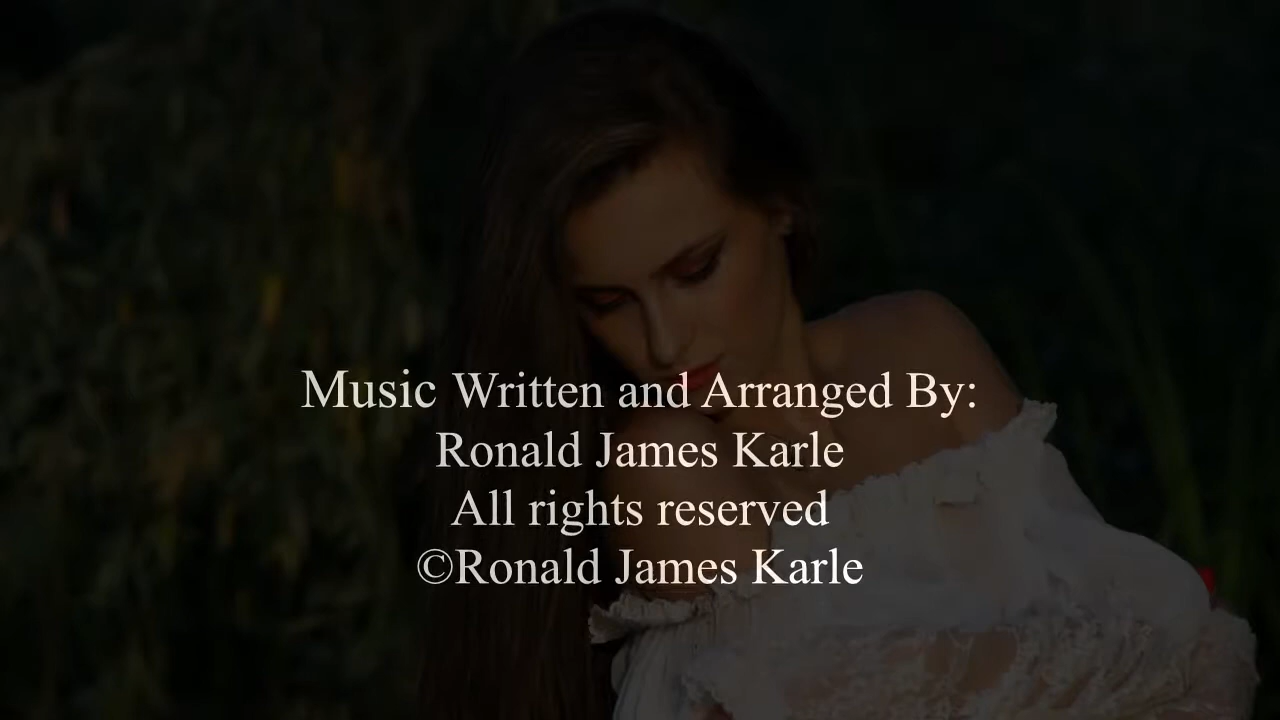 Music Written and Arranged By:
Ronald James Karle
All rights reserved
©Ronald James Karle